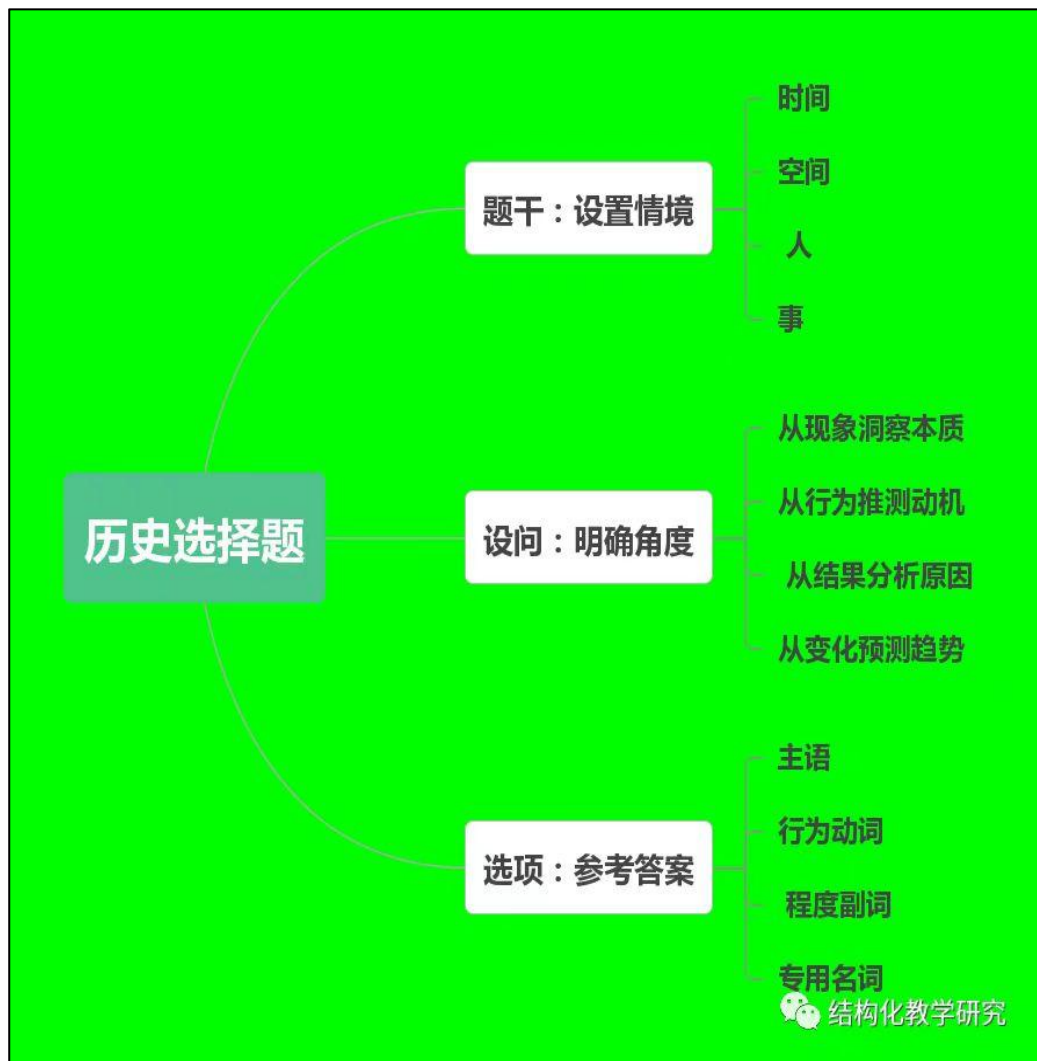 时间
空间
题干：设置情境
人
事
从现象洞察本质
从行为推测动机
历史选择题
设问：明确角度
从结果分析原因
从变化预测趋势
主语
行为动词
选项：参考答案
程度副词
专用名词
结构化教学研究